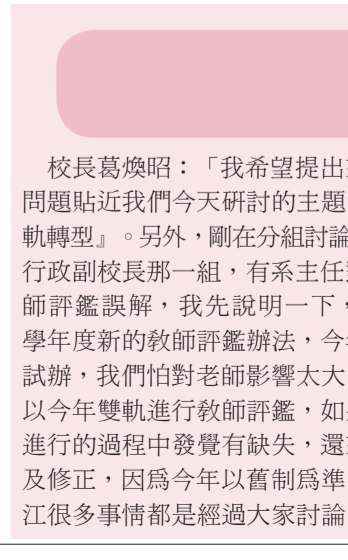 校長葛煥昭：「我希望提出
問題貼近我們今天研討的主題
軌轉型』。另外，剛在分組討論
行政副校長那一組，有系主任
師評鑑誤解，我先說明一下，
學年度新的教師評鑑辦法，今
試辦，我們怕對老師影響太大
以今年雙軌進行教師評鑑，如
進行的過程中發覺有缺失，還
及修正，因為今年以舊制為準
江很多事情都是經過大家討論